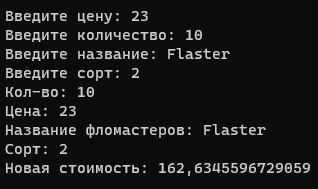 Введите цену: 23
Введите количество: 10
Введите название: Flaster
Введите сорт: 2
Кол-во: 10
Цена: 23
Название фломастеров: Flaster
Сорт: 2
Новая стоимость: 162,6345596729059